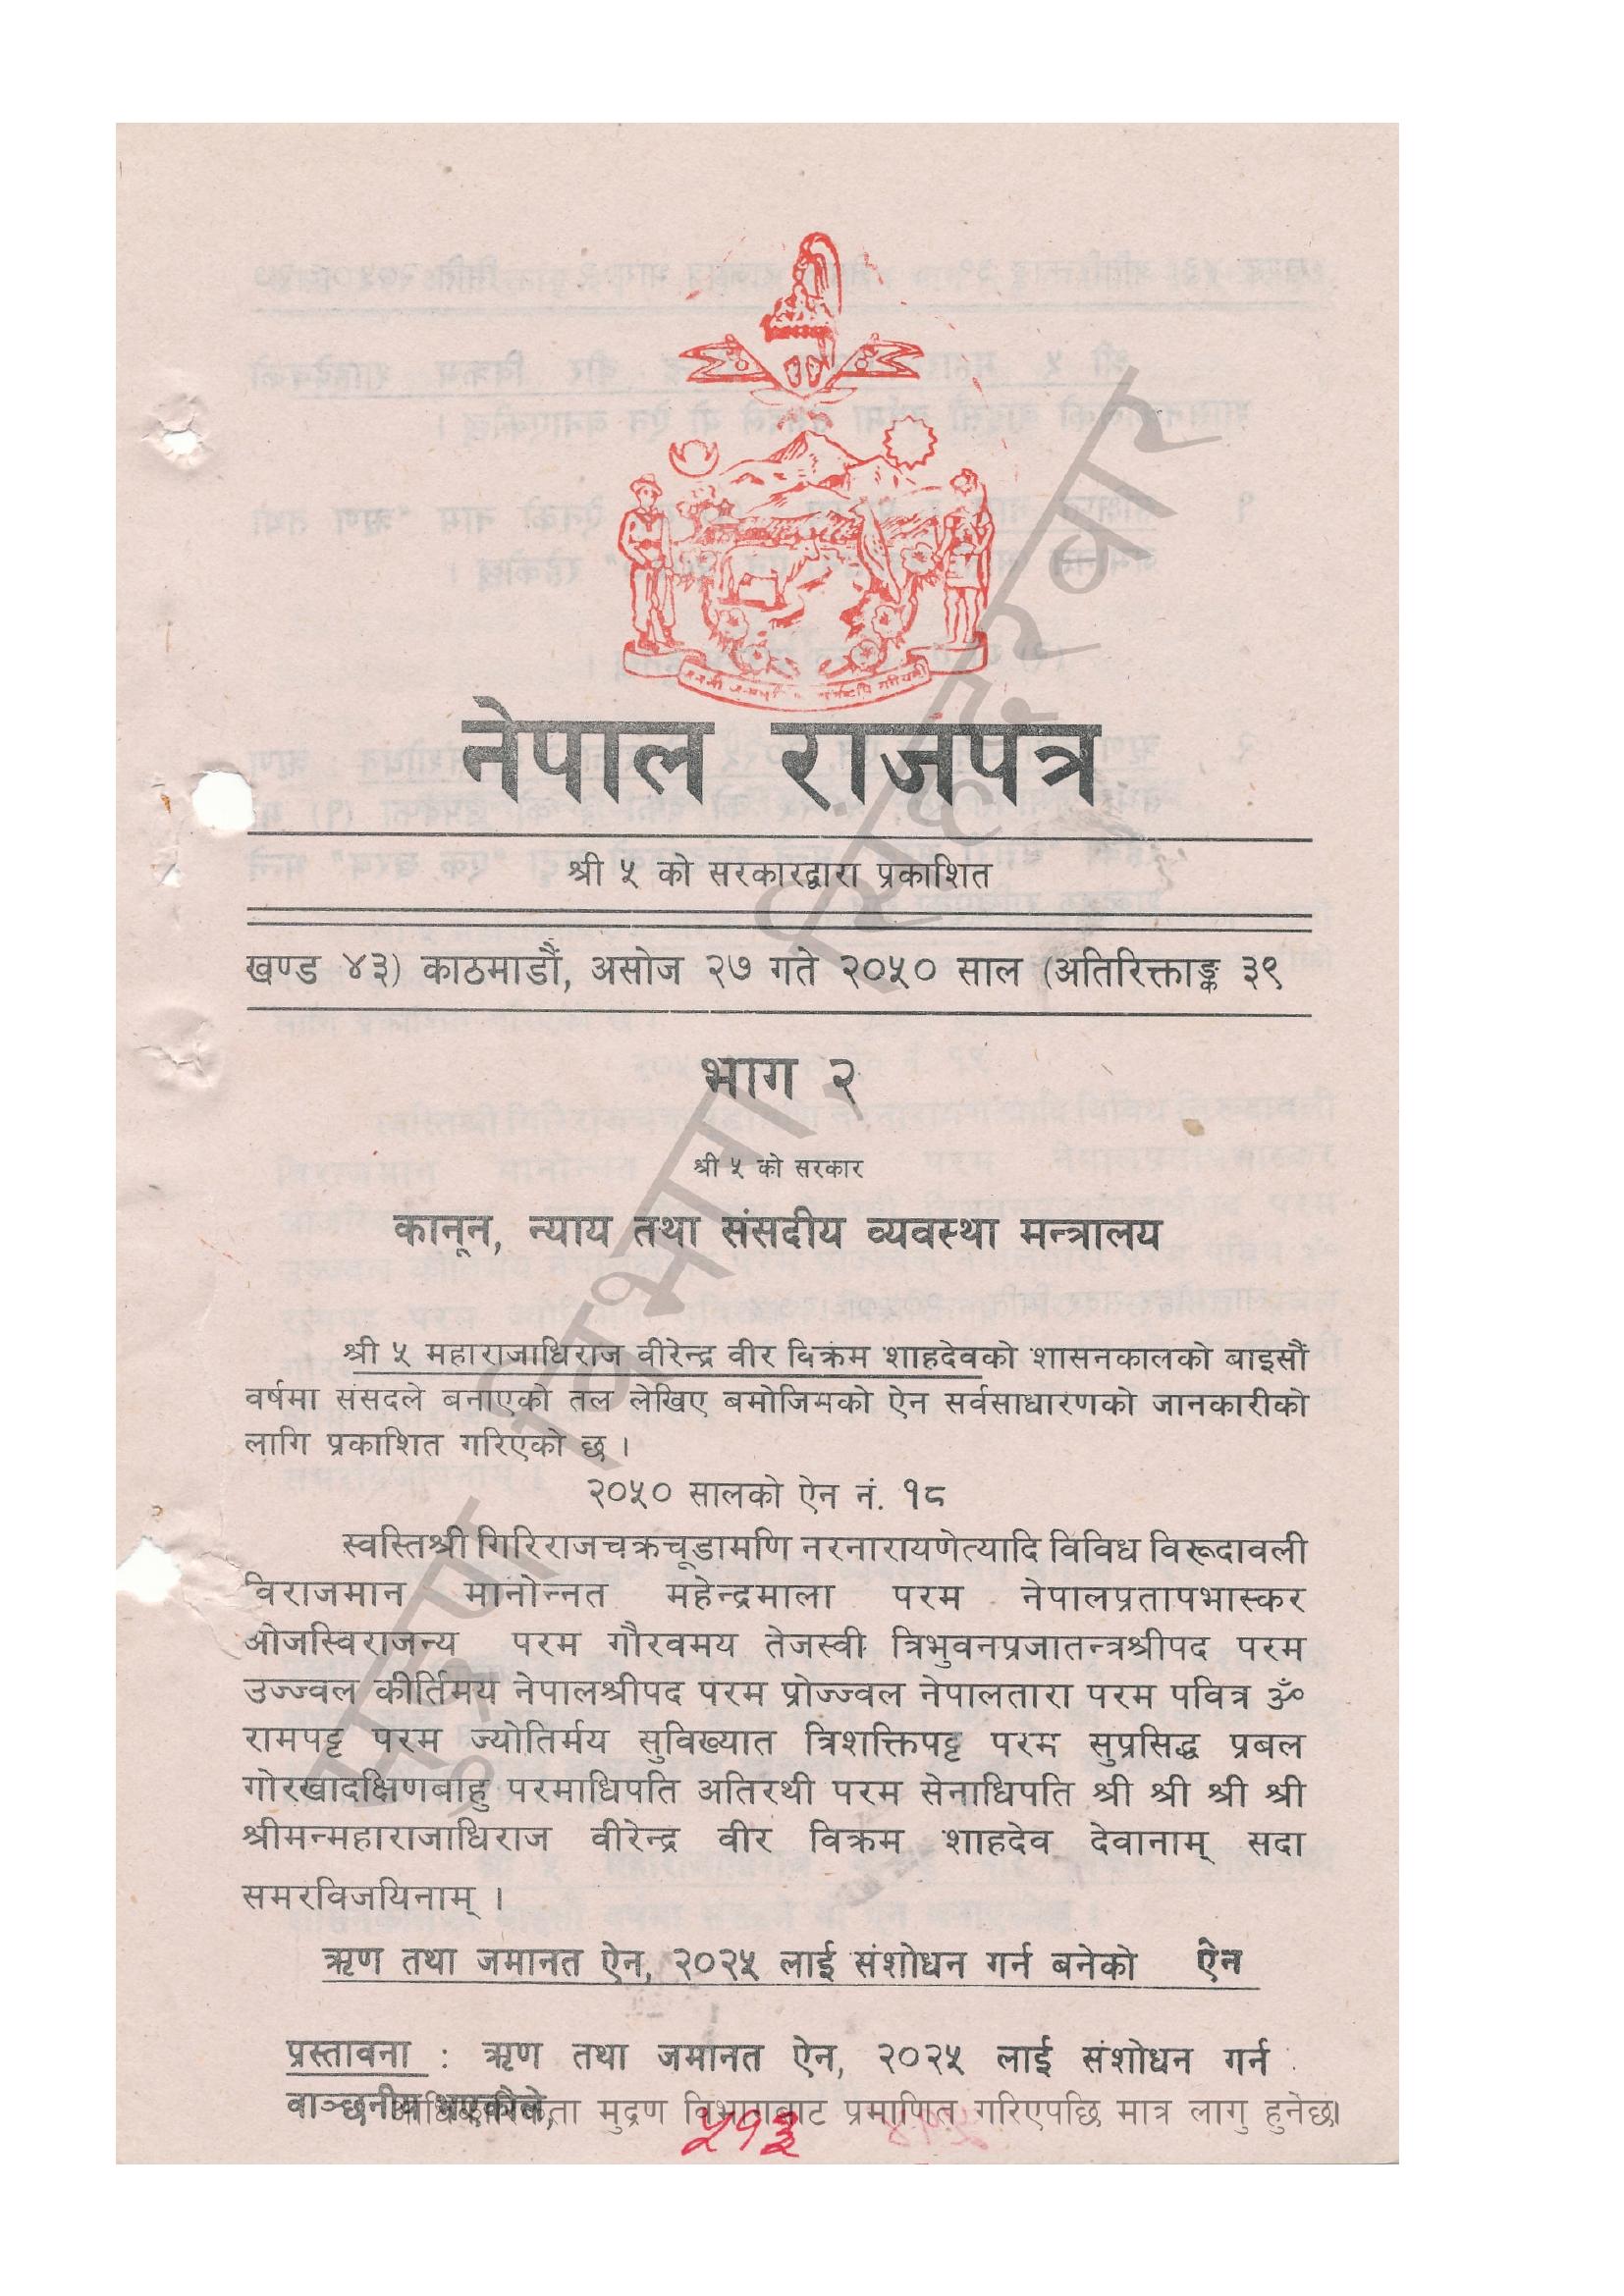 नेपाल राजपत्र
श्री ५ को सरकारद्वारा प्रकाशित
खण्ड ४३) काठमाडौं, असोज २७ गते २०५० साल (अतिरिक्ताङ्क ३९
भाग २
श्री ५ को सरकार
कानून, न्याय तथा संसदीय व्यवस्था मन्त्रालय
श्री ५ महाराजाधिराज वीरेन्द्र वीर विक्रम शाहदेवको शासनकालको बाइसौं
वर्षमा संसदले बनाएको तल लेखिए बमोजिमको ऐन सर्वसाधारणको जानकारीको
लागि प्रकाशित गरिएको छ ।
२०५० सालको ऐन नं. १८
स्वस्तिश्री गिरिराजचक्रचूडामणि नरनारायणेत्यादि विविध विरूदावली
विराजमान मानोन्नत महेन्द्रमाला परम नेपालप्रतापभास्कर
ओजस्विराजन्य परम गौरवमय तेजस्वी त्रिभुवनप्रजातन्त्रश्रीपद परम
उज्ज्वल कीर्तिमय नेपालश्रीपद परम प्रोज्ज्वल नेपालतारा परम पवित्र ॐ
रामपट्ट परम ज्योतिर्मय सुविख्यात त्रिशक्तिपट्ट परम सुप्रसिद्ध प्रबल
गोरखादक्षिणबाहु परमाधिपति अतिरथी परम सेनाधिपति श्री श्री श्री श्री
श्रीमन्महाराजाधिराज वीरेन्द्र वीर विक्रम शाहदेव देवानाम् सदा
समरविजयिनाम् ।
ऋण तथा जमानत ऐन, २०२५ लाई संशोधन गर्न बनेको ऐन
प्रस्तावना : ऋण तथा जमानत ऐन, २०२५ लाई संशोधन गर्न
वाञ्छनीय भएकोले,
आधिकारिकता मुद्रण विभागबाट प्रमाणित गरिएपछि मात्र लागु हुनेछ।
५१३
मुद्रण विभाग, सिंहदरवार